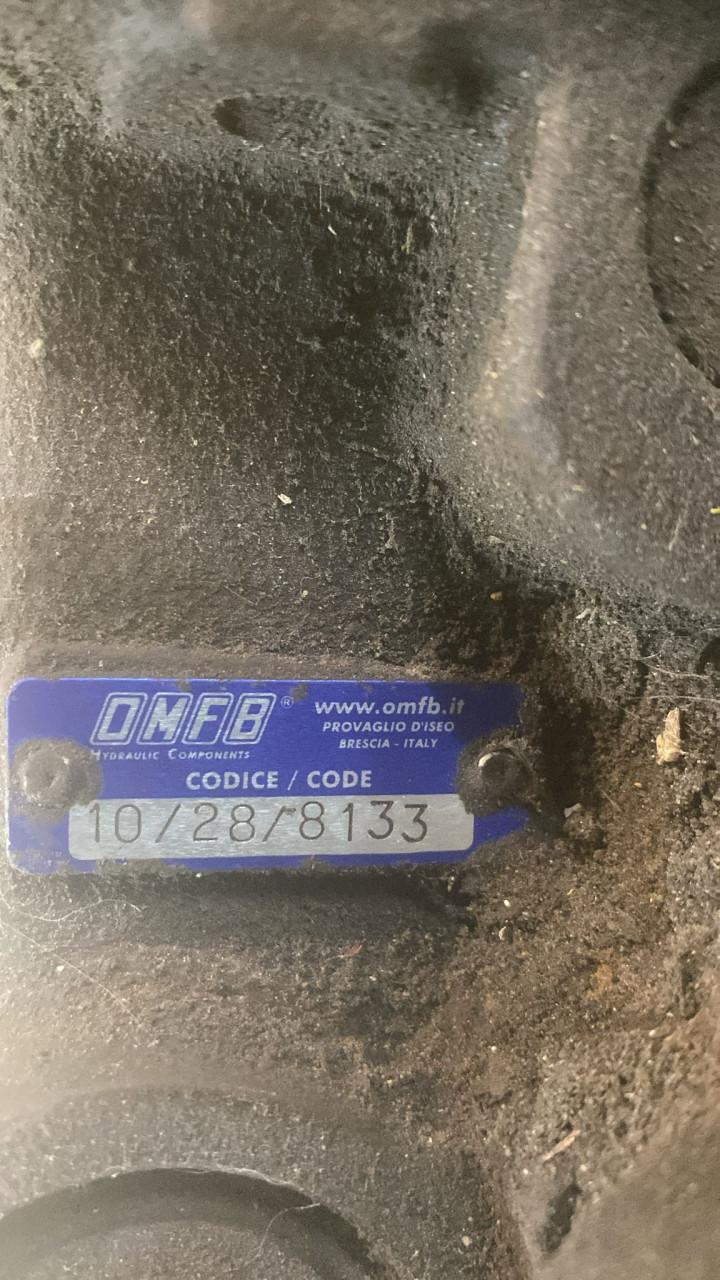 OMFB®
HYDRAULIC COMPONENTS
www.omfb.it
PROVAGLIO D'ISEO
BRESCIA - ITALY
CODICE / CODE
10/28/8133